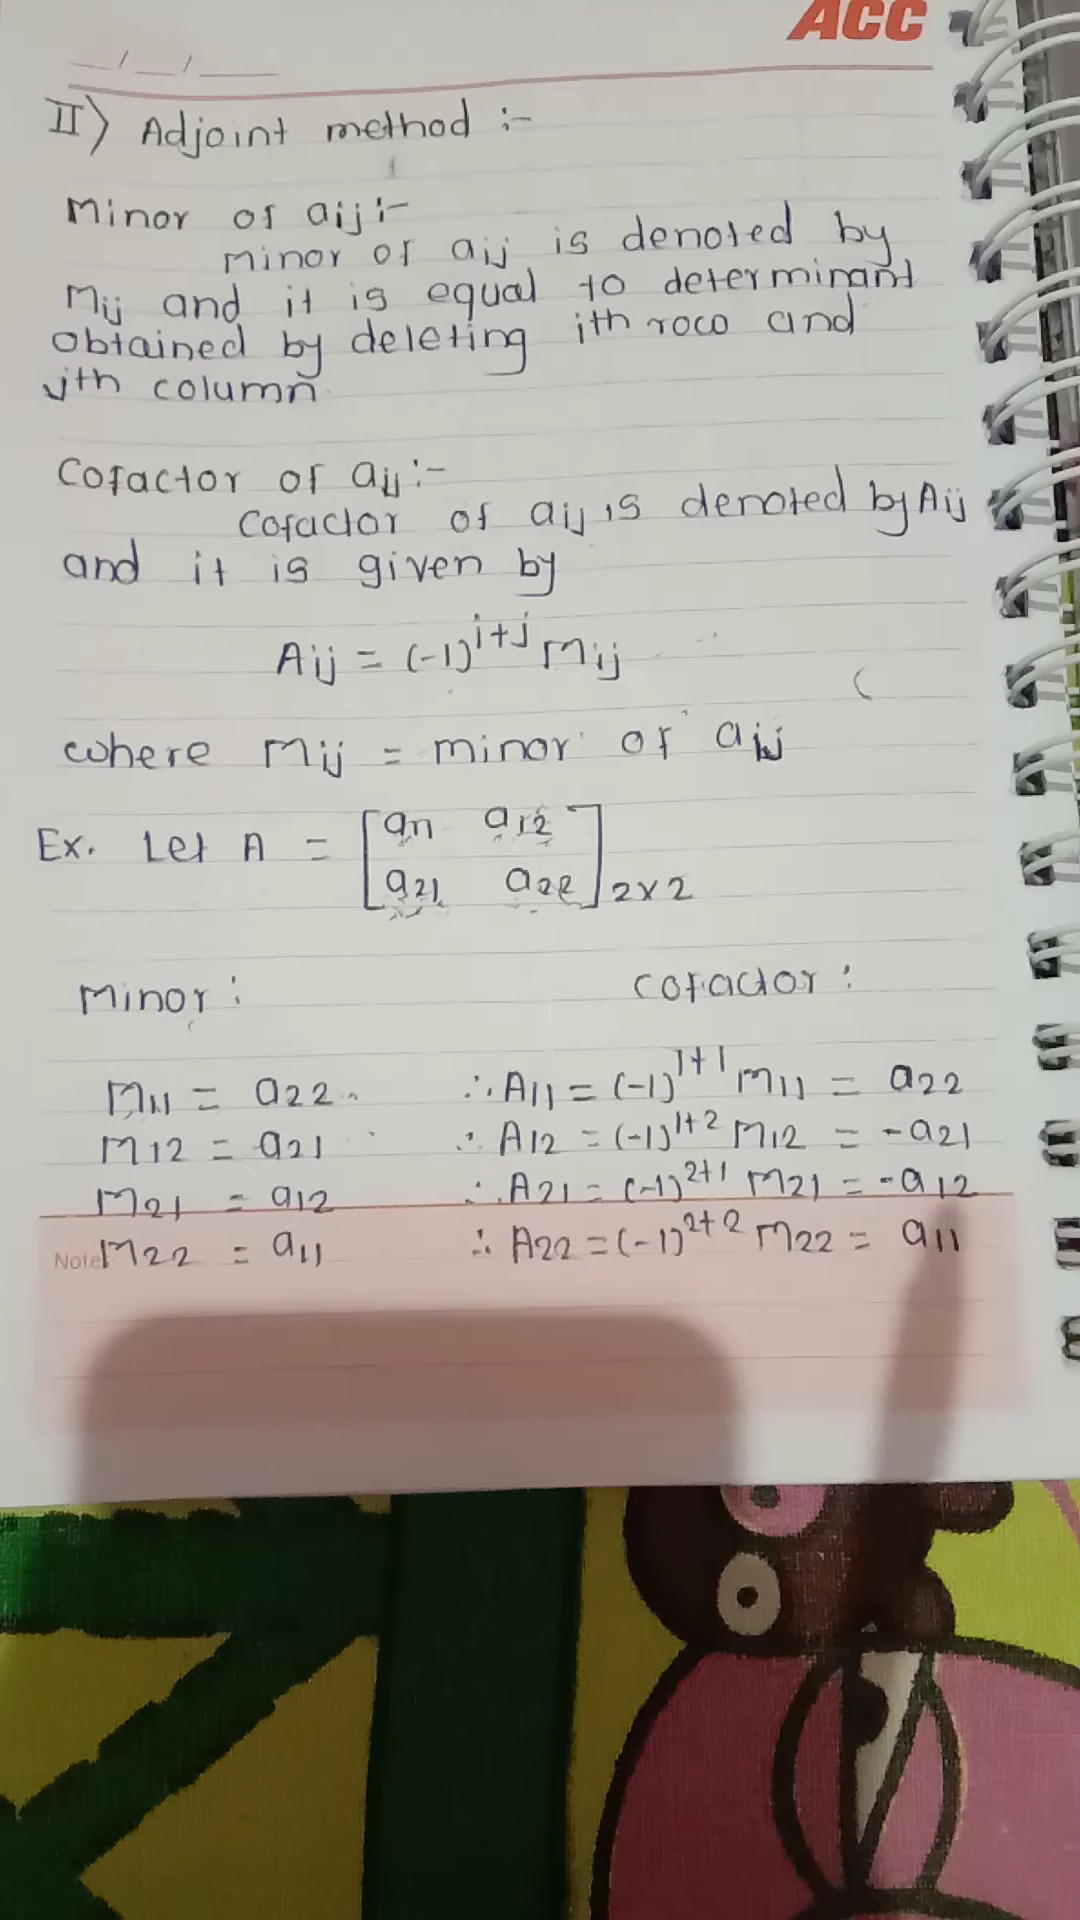 ACC
__/__/____
II) Adjoint method :-
Minor of aij :-
minor of aij is denoted by
Mij and it is equal to determinant
obtained by deleting ith row and
jth column.
Cofactor of aij :-
Cofactor of aij is denoted by Aij
and it is given by
Aij = (-1)^i+j Mij
where Mij = minor of aij
Ex. Let A = [a11 a12
a21 a22] 2×2
Minor : Cofactor :
M11 = a22 ∴ A11 = (-1)^1+1 M11 = a22
M12 = a21 ∴ A12 = (-1)^1+2 M12 = -a21
M21 = a12 ∴ A21 = (-1)^2+1 M21 = -a12
Note M22 = a11 ∴ A22 = (-1)^2+2 M22 = a11